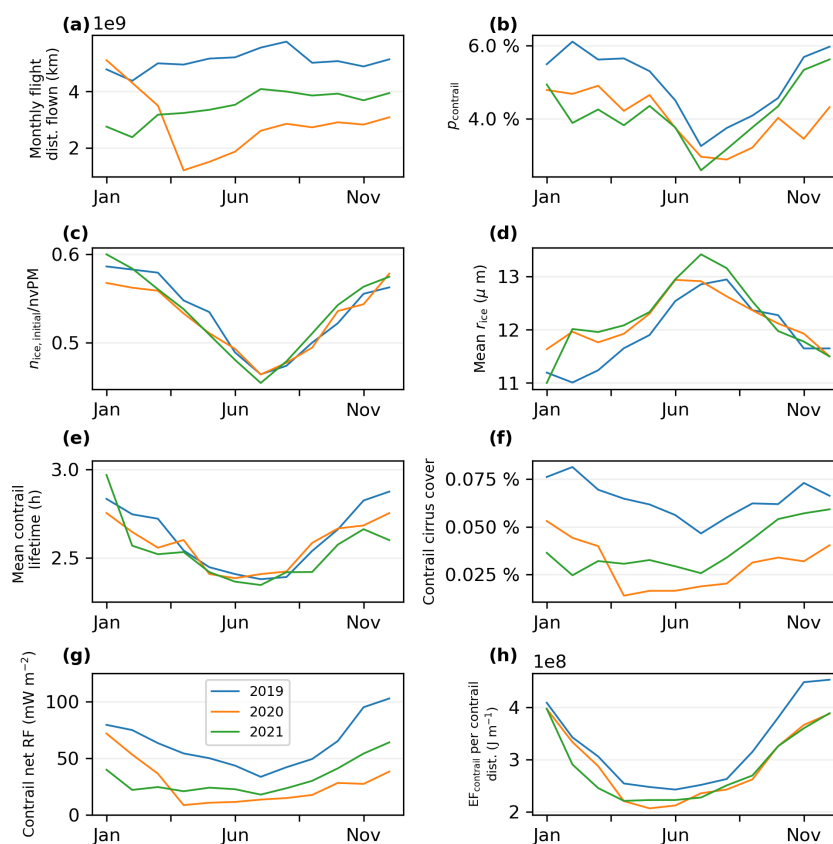 (a) 1e9
Monthly flight
dist. flown (km)
4
2
Jan Jun Nov
(b)
p_contrail
6.0 %
4.0 %
Jan Jun Nov
(c)
n_ice, initial/nvPM
0.6
0.5
Jan Jun Nov
(d)
Mean r_ice (μ m)
13
12
11
Jan Jun Nov
(e)
Mean contrail
lifetime (h)
3.0
2.5
Jan Jun Nov
(f)
Contrail cirrus cover
0.075 %
0.050 %
0.025 %
Jan Jun Nov
(g)
Contrail net RF (mW m⁻²)
100
50
0
2019
2020
2021
Jan Jun Nov
(h)
1e8
EF_contrail per contrail
dist. (J m⁻¹)
4
3
2
Jan Jun Nov